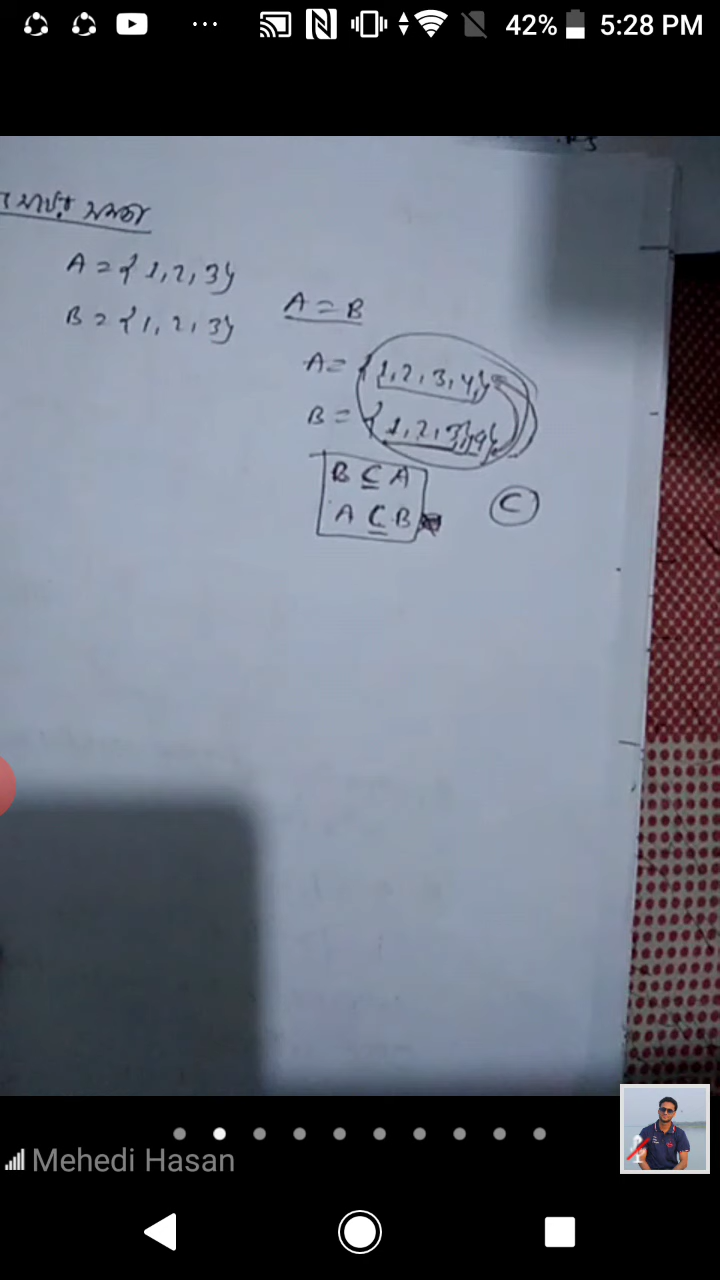 42% 5:28 PM
সমতা
A = { 1, 2, 3}
B = {1, 2, 3}
A = B
A = { 1, 2, 3, 4,}
B = { 1, 2, 3,
B ⊆ A
A ⊆ B
C
Mehedi Hasan